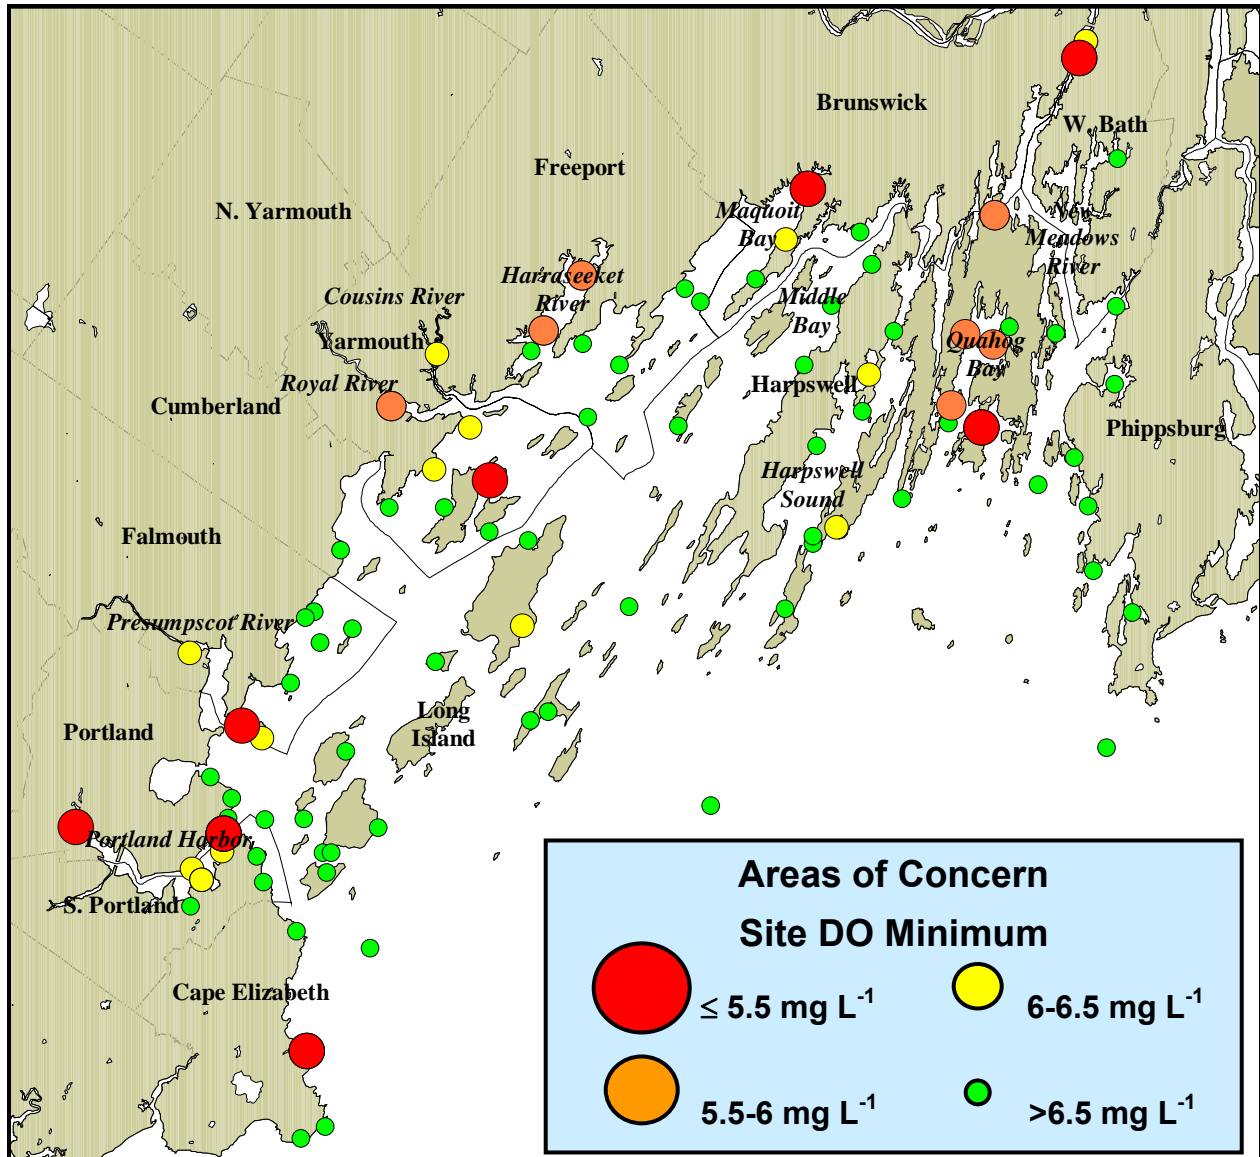 Brunswick
W. Bath
Freeport
N. Yarmouth
Maquoit
Bay
New
Meadows
River
Harraseeket
River
Cousins River
Middle
Bay
Yarmouth
Quahog
Bay
Royal River
Harpswell
Cumberland
Phippsburg
Harpswell
Sound
Falmouth
Presumpscot River
Long
Island
Portland
Portland Harbor
S. Portland
Cape Elizabeth
Areas of Concern
Site DO Minimum
≤ 5.5 mg L⁻¹
6-6.5 mg L⁻¹
5.5-6 mg L⁻¹
>6.5 mg L⁻¹